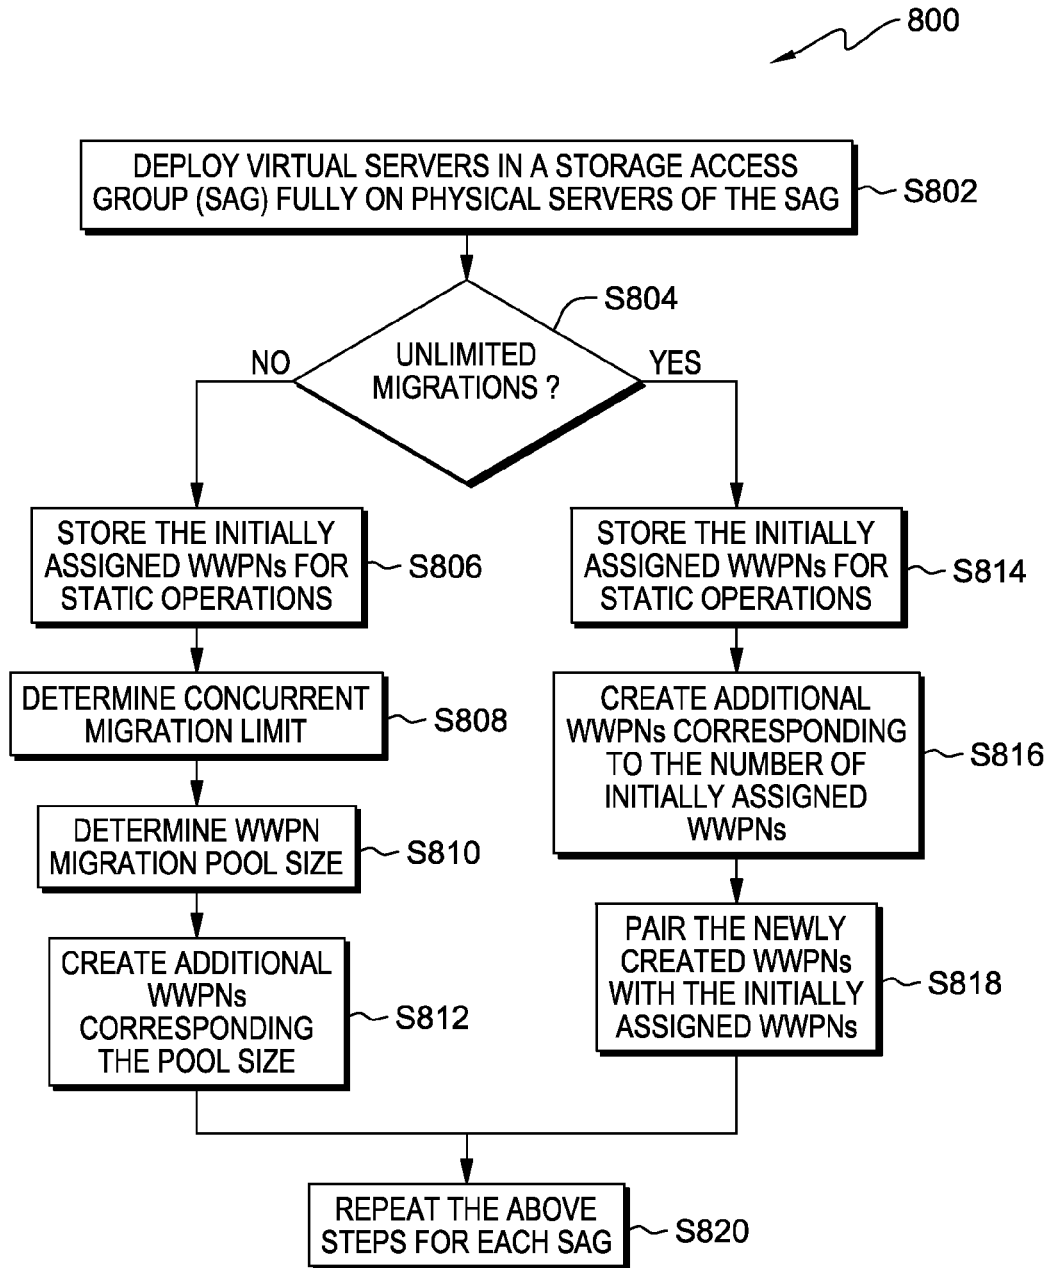 800
DEPLOY VIRTUAL SERVERS IN A STORAGE ACCESS
GROUP (SAG) FULLY ON PHYSICAL SERVERS OF THE SAG
S802
S804
UNLIMITED
MIGRATIONS ?
NO
YES
STORE THE INITIALLY
ASSIGNED WWPNs FOR
STATIC OPERATIONS
S806
DETERMINE CONCURRENT
MIGRATION LIMIT
S808
DETERMINE WWPN
MIGRATION POOL SIZE
S810
CREATE ADDITIONAL
WWPNs
CORRESPONDING
THE POOL SIZE
S812
STORE THE INITIALLY
ASSIGNED WWPNs FOR
STATIC OPERATIONS
S814
CREATE ADDITIONAL
WWPNs CORRESPONDING
TO THE NUMBER OF
INITIALLY ASSIGNED
WWPNs
S816
PAIR THE NEWLY
CREATED WWPNs
WITH THE INITIALLY
ASSIGNED WWPNs
S818
REPEAT THE ABOVE
STEPS FOR EACH SAG
S820